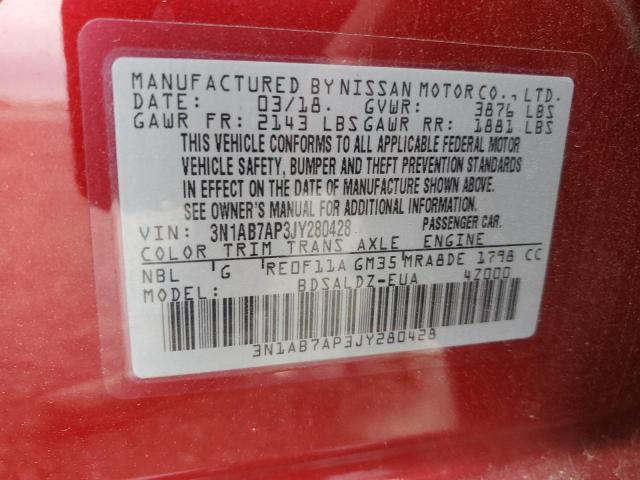 MANUFACTURED BY NISSAN MOTOR CO., LTD.
DATE: 03/18. GVWR: 3876 LBS
GAWR FR: 2143 LBS GAWR RR: 1881 LBS
THIS VEHICLE CONFORMS TO ALL APPLICABLE FEDERAL MOTOR
VEHICLE SAFETY, BUMPER AND THEFT PREVENTION STANDARDS
IN EFFECT ON THE DATE OF MANUFACTURE SHOWN ABOVE.
SEE OWNER'S MANUAL FOR ADDITIONAL INFORMATION.
VIN: 3N1AB7AP3JY280428 PASSENGER CAR.
COLOR TRIM TRANS AXLE ENGINE
NBL G RE0F11A GM35 MRA8DE 1798 CC
MODEL: BDSALDZ-EUA 4Z000
3N1AB7AP3JY280428